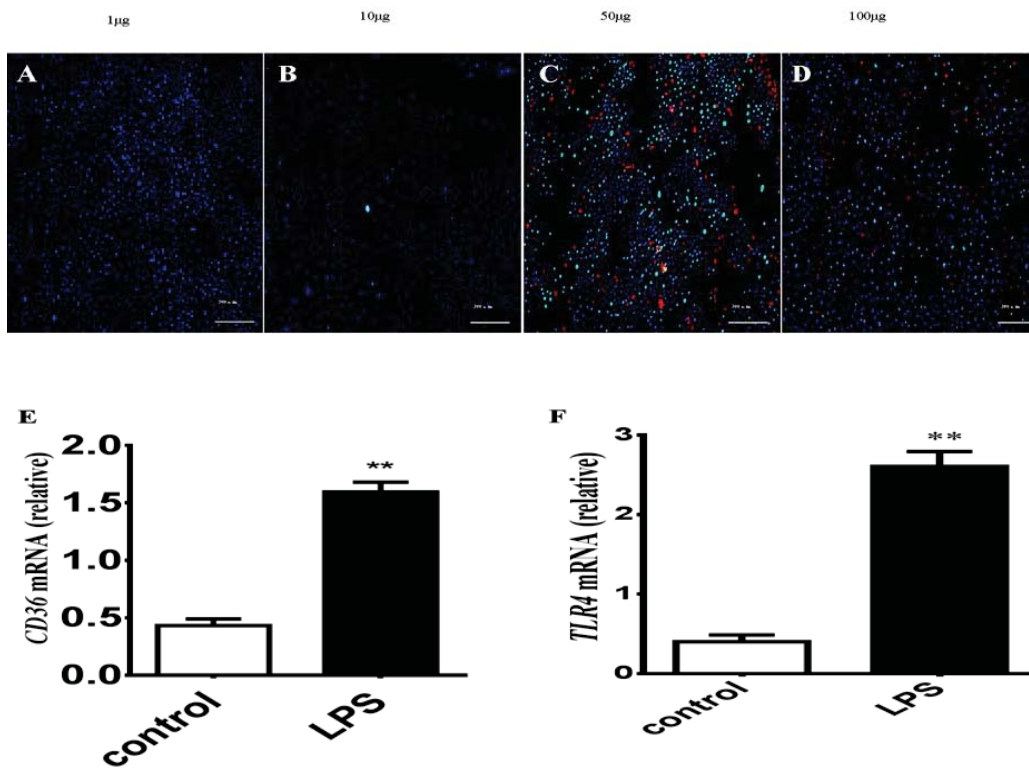 1µg 10µg 50µg 100µg
A B C D
E
2.0
1.5
1.0
0.5
0.0
CD36 mRNA (relative)
**
control LPS
F
3
2
1
0
TLR4 mRNA (relative)
**
control LPS